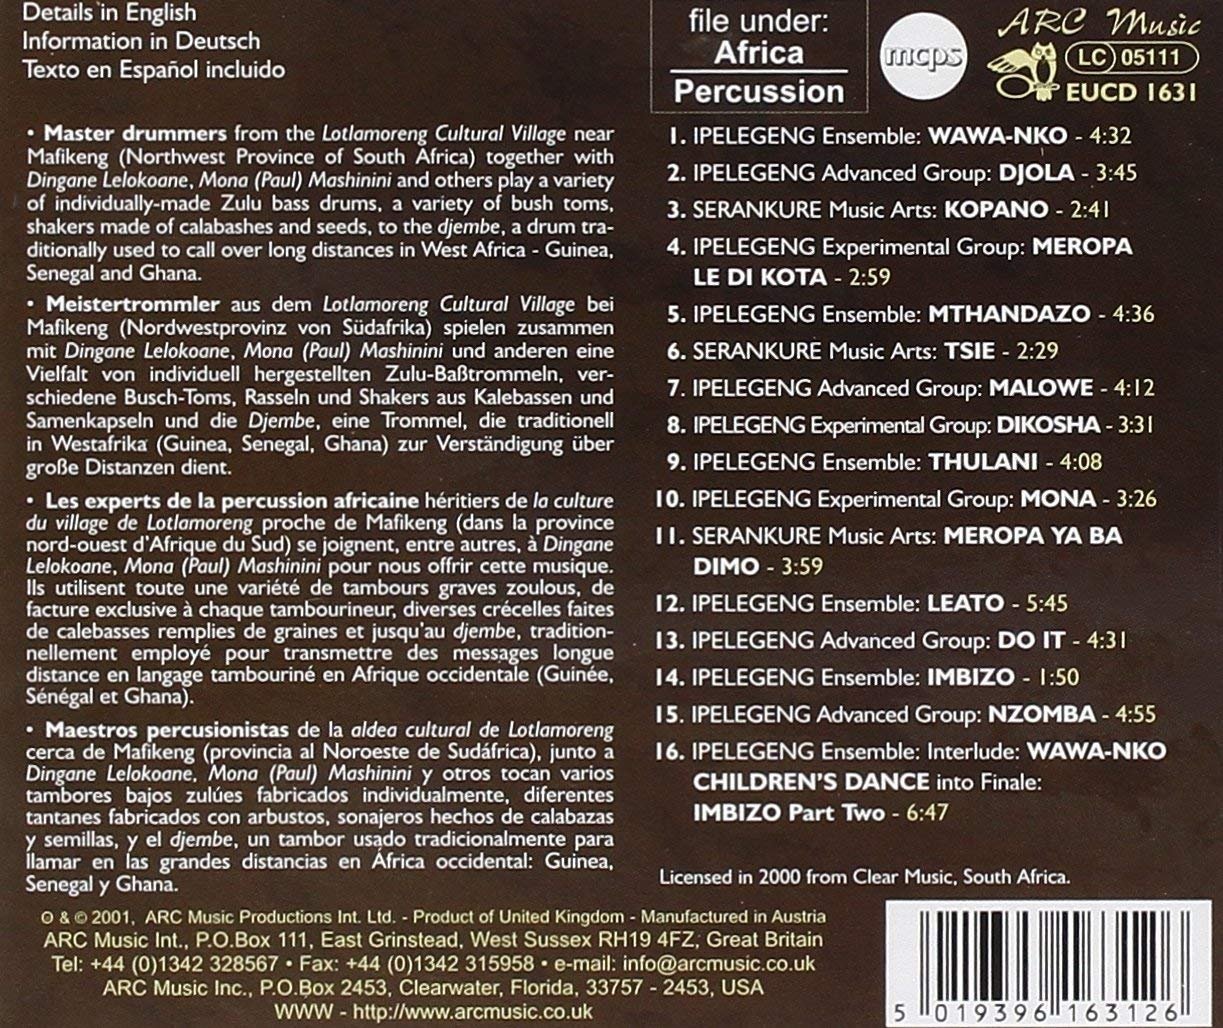 Details in English
Information in Deutsch
Texto en Español incluido
file under:
Africa
Percussion
mcps
ARC Music
LC 05111
EUCD 1631
• Master drummers from the Lotlamoreng Cultural Village near
Mafikeng (Northwest Province of South Africa) together with
Dingane Lelokoane, Mona (Paul) Mashinini and others play a variety
of individually-made Zulu bass drums, a variety of bush toms,
shakers made of calabashes and seeds, to the djembe, a drum tra-
ditionally used to call over long distances in West Africa - Guinea,
Senegal and Ghana.
• Meistertrommler aus dem Lotlamoreng Cultural Village bei
Mafikeng (Nordwestprovinz von Südafrika) spielen zusammen
mit Dingane Lelokoane, Mona (Paul) Mashinini und anderen eine
Vielfalt von individuell hergestellten Zulu-Baßtrommeln, ver-
schiedene Busch-Toms, Rasseln und Shakers aus Kalebassen und
Samenkapseln und die Djembe, eine Trommel, die traditionell
in Westafrika (Guinea, Senegal, Ghana) zur Verständigung über
große Distanzen dient.
• Les experts de la percussion africaine héritiers de la culture
du village de Lotlamoreng proche de Mafikeng (dans la province
nord-ouest d'Afrique du Sud) se joignent, entre autres, à Dingane
Lelokoane, Mona (Paul) Mashinini pour nous offrir cette musique.
Ils utilisent toute une variété de tambours graves zoulous, de
facture exclusive à chaque tambourineur, diverses crécelles faites
de calebasses remplies de graines et jusqu'au djembe, tradition-
nellement employé pour transmettre des messages longue
distance en langage tambouriné en Afrique occidentale (Guinée,
Sénégal et Ghana).
• Maestros percusionistas de la aldea cultural de Lotlamoreng
cerca de Mafikeng (provincia al Noroeste de Sudáfrica), junto a
Dingane Lelokoane, Mona (Paul) Mashinini y otros tocan varios
tambores bajos zulúes fabricados individualmente, diferentes
tantanes fabricados con arbustos, sonajeros hechos de calabazas
y semillas, y el djembe, un tambor usado tradicionalmente para
llamar en las grandes distancias en África occidental: Guinea,
Senegal y Ghana.
1. IPELEGENG Ensemble: WAWA-NKO - 4:32
2. IPELEGENG Advanced Group: DJOLA - 3:45
3. SERANKURE Music Arts: KOPANO - 2:41
4. IPELEGENG Experimental Group: MEROPA
LE DI KOTA - 2:59
5. IPELEGENG Ensemble: MTHANDAZO - 4:36
6. SERANKURE Music Arts: TSIE - 2:29
7. IPELEGENG Advanced Group: MALOWE - 4:12
8. IPELEGENG Experimental Group: DIKOSHA - 3:31
9. IPELEGENG Ensemble: THULANI - 4:08
10. IPELEGENG Experimental Group: MONA - 3:26
11. SERANKURE Music Arts: MEROPA YA BA
DIMO - 3:59
12. IPELEGENG Ensemble: LEATO - 5:45
13. IPELEGENG Advanced Group: DO IT - 4:31
14. IPELEGENG Ensemble: IMBIZO - 1:50
15. IPELEGENG Advanced Group: NZOMBA - 4:55
16. IPELEGENG Ensemble: Interlude: WAWA-NKO
CHILDREN'S DANCE into Finale:
IMBIZO Part Two - 6:47
Licensed in 2000 from Clear Music, South Africa.
℗ & © 2001, ARC Music Productions Int. Ltd. - Product of United Kingdom - Manufactured in Austria
ARC Music Int., P.O.Box 111, East Grinstead, West Sussex RH19 4FZ, Great Britain
Tel: +44 (0)1342 328567 • Fax: +44 (0)1342 315958 • e-mail: info@arcmusic.co.uk
ARC Music Inc., P.O.Box 2453, Clearwater, Florida, 33757 - 2453, USA
WWW - http://www.arcmusic.co.uk
5 019396 163126